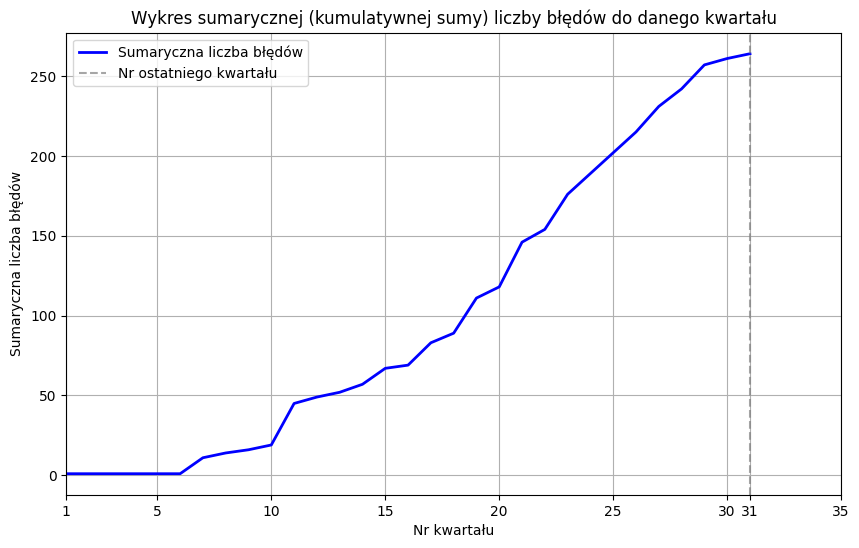 Wykres sumarycznej (kumulatywnej sumy) liczby błędów do danego kwartału
Sumaryczna liczba błędów
Nr ostatniego kwartału
Sumaryczna liczba błędów
250
200
150
100
50
0
1 5 10 15 20 25 30 31 35
Nr kwartału